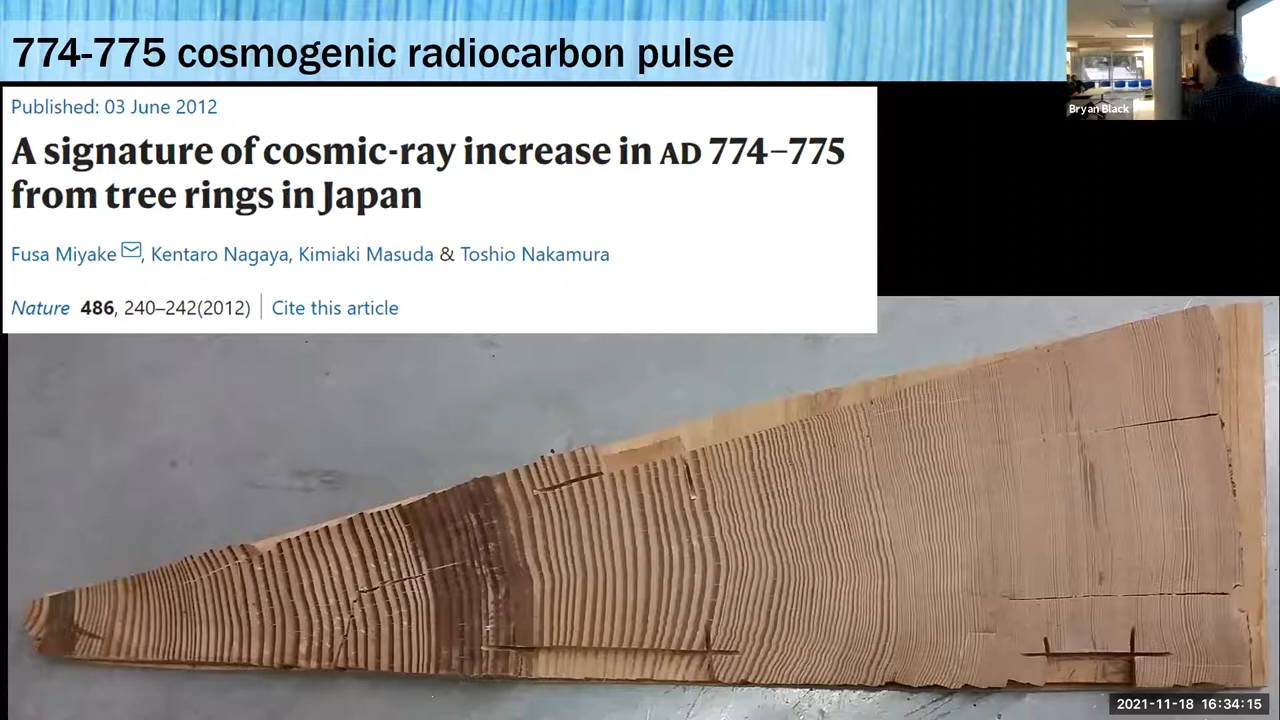 774-775 cosmogenic radiocarbon pulse
Bryan Black
Published: 03 June 2012
A signature of cosmic-ray increase in AD 774–775
from tree rings in Japan
Fusa Miyake, Kentaro Nagaya, Kimiaki Masuda & Toshio Nakamura
Nature 486, 240–242(2012) | Cite this article
2021-11-18 16:34:15